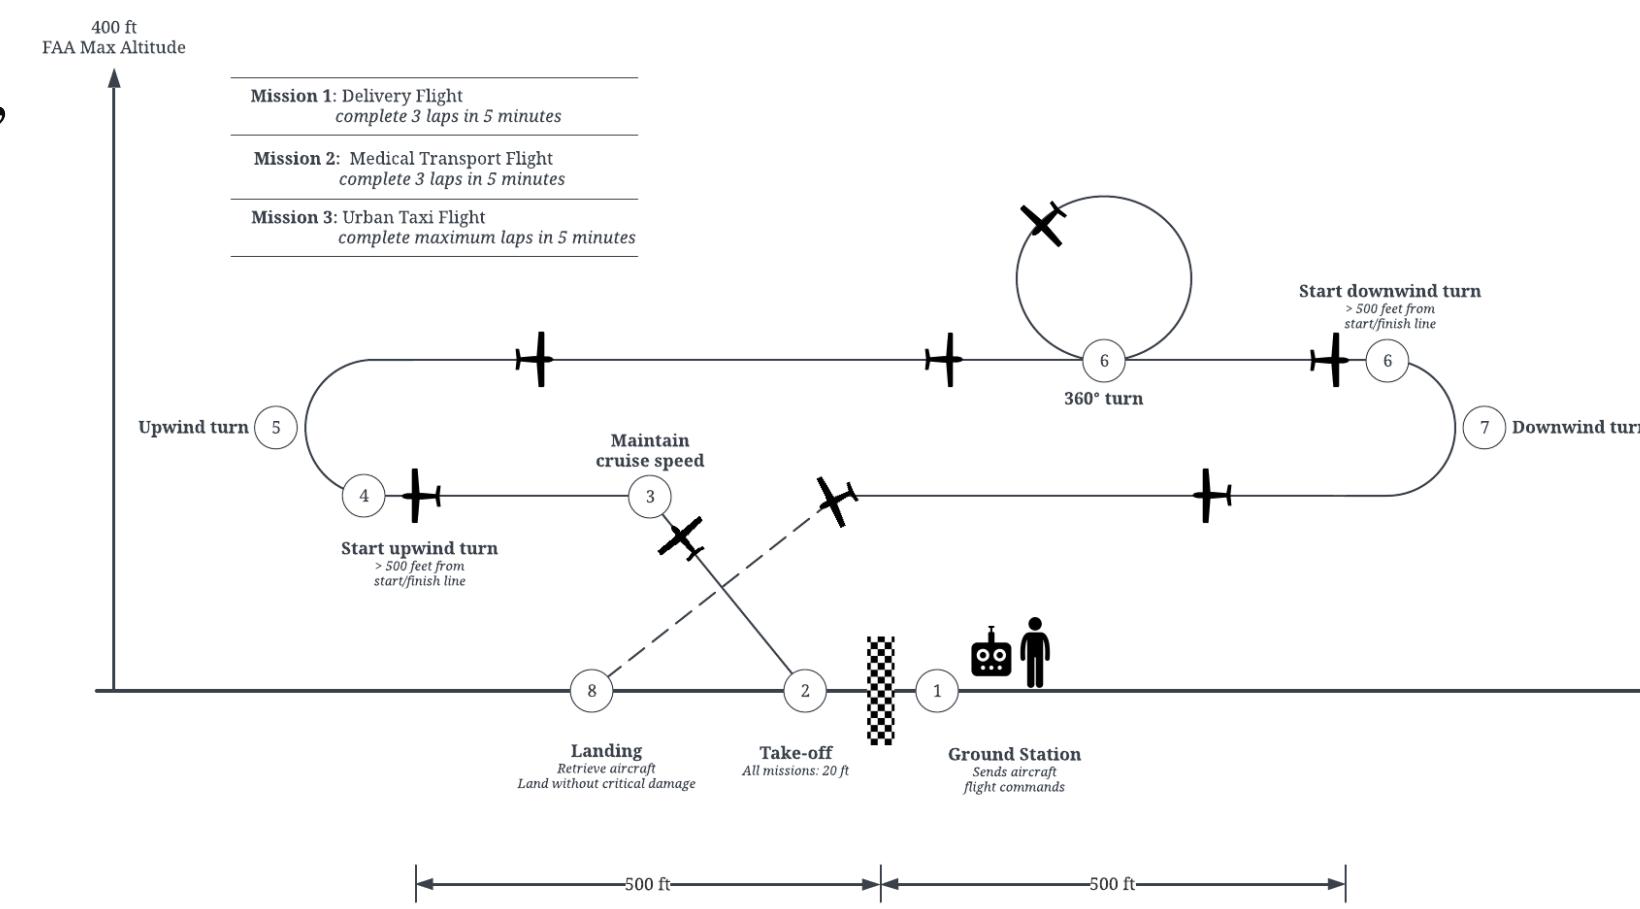 400 ft
FAA Max Altitude
,
Mission 1: Delivery Flight
complete 3 laps in 5 minutes
Mission 2: Medical Transport Flight
complete 3 laps in 5 minutes
Mission 3: Urban Taxi Flight
complete maximum laps in 5 minutes
Start downwind turn
> 500 feet from
start/finish line
6
6
360° turn
Upwind turn
5
7
Downwind turn
Maintain
cruise speed
4
3
Start upwind turn
> 500 feet from
start/finish line
8
2
1
Landing
Retrieve aircraft
Land without critical damage
Take-off
All missions: 20 ft
Ground Station
Sends aircraft
flight commands
500 ft
500 ft